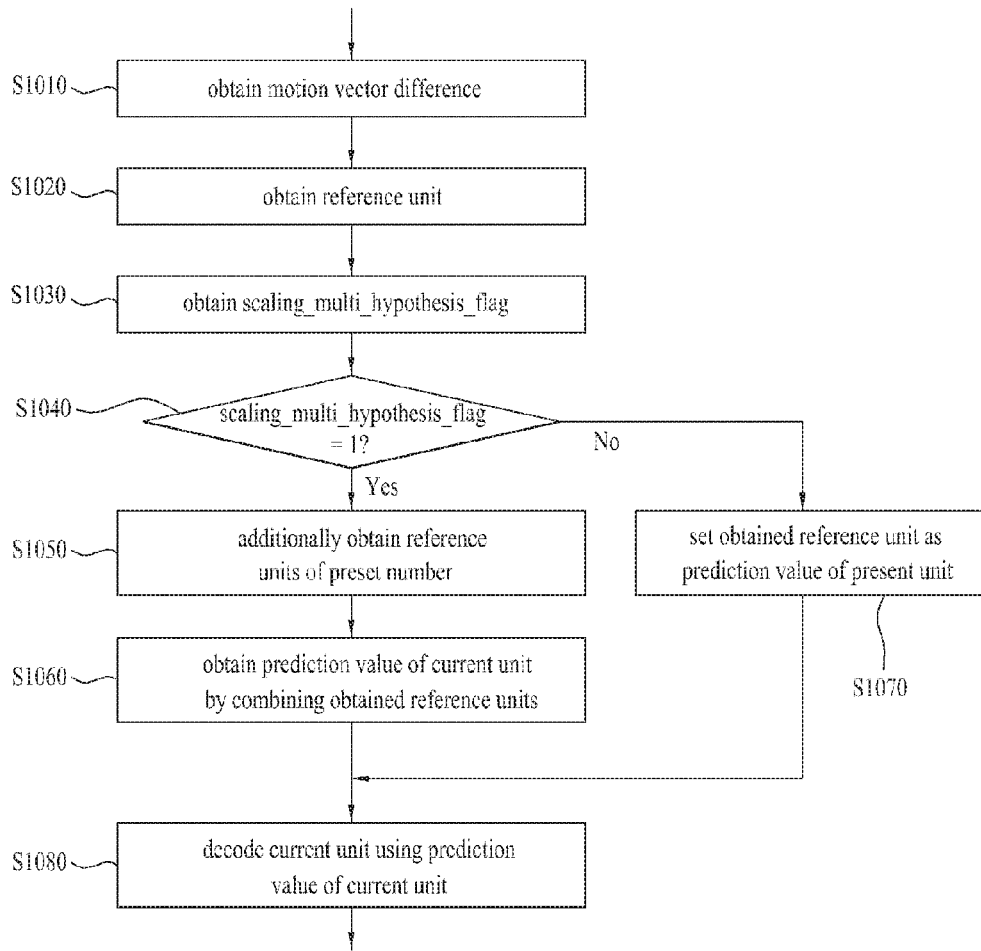 S1010
obtain motion vector difference
S1020
obtain reference unit
S1030
obtain scaling_multi_hypothesis_flag
S1040
scaling_multi_hypothesis_flag
= 1?
No
Yes
S1050
additionally obtain reference
units of preset number
set obtained reference unit as
prediction value of present unit
S1060
obtain prediction value of current unit
by combining obtained reference units
S1070
S1080
decode current unit using prediction
value of current unit